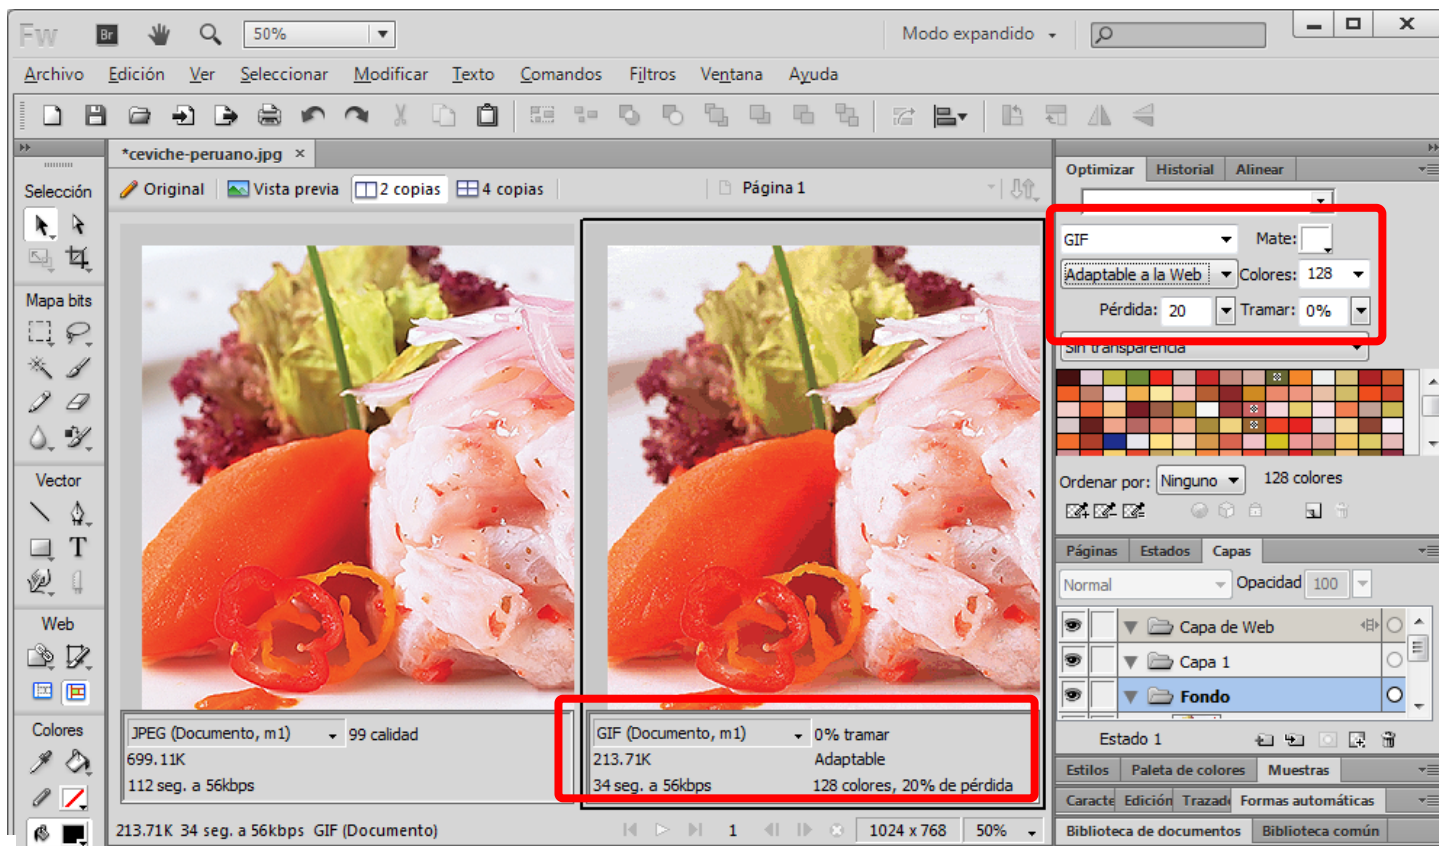 Fw Br 50% Modo expandido
Archivo Edición Ver Seleccionar Modificar Texto Comandos Filtros Ventana Ayuda
*ceviche-peruano.jpg ×
Original Vista previa 2 copias 4 copias Página 1
Selección
Mapa bits
Vector
T
Web
Colores
JPEG (Documento, m1) 99 calidad
699.11K
112 seg. a 56kbps
GIF (Documento, m1) 0% tramar
213.71K Adaptable
34 seg. a 56kbps 128 colores, 20% de pérdida
213.71K 34 seg. a 56kbps GIF (Documento) 1 1024 x 768 50%
Optimizar Historial Alinear
GIF Mate:
Adaptable a la Web Colores: 128
Pérdida: 20 Tramar: 0%
Sin transparencia
Ordenar por: Ninguno 128 colores
Páginas Estados Capas
Normal Opacidad 100
Capa de Web
Capa 1
Fondo
Estado 1
Estilos Paleta de colores Muestras
Caracte Edición Trazad Formas automáticas
Biblioteca de documentos Biblioteca común